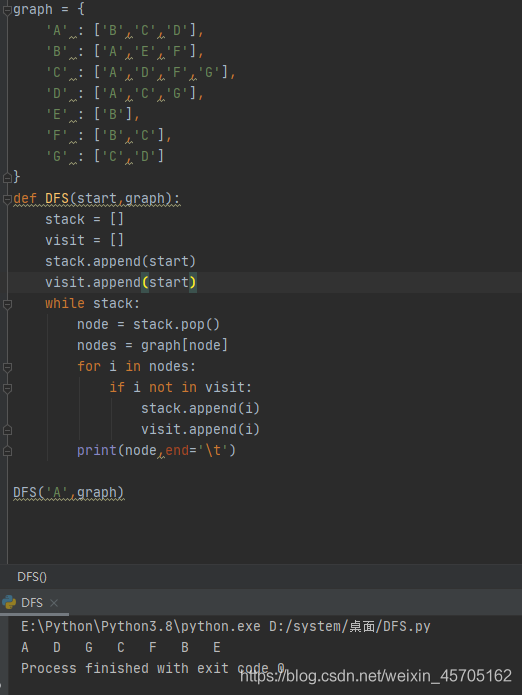 graph = {
    'A' : ['B','C','D'],
    'B' : ['A','E','F'],
    'C' : ['A','D','F','G'],
    'D' : ['A','C','G'],
    'E' : ['B'],
    'F' : ['B','C'],
    'G' : ['C','D']
}
def DFS(start,graph):
    stack = []
    visit = []
    stack.append(start)
    visit.append(start)
    while stack:
        node = stack.pop()
        nodes = graph[node]
        for i in nodes:
            if i not in visit:
                stack.append(i)
                visit.append(i)
        print(node,end='\t')
DFS('A',graph)
DFS()
DFS
E:\Python\Python3.8\python.exe D:/system/桌面/DFS.py
A D G C F B E
Process finished with exit code 0
https://blog.csdn.net/weixin_45705162